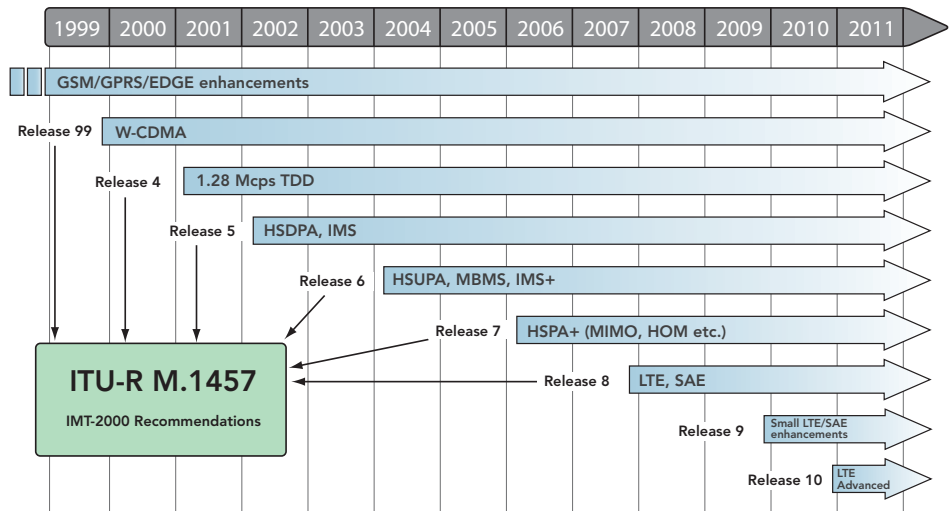 1999 2000 2001 2002 2003 2004 2005 2006 2007 2008 2009 2010 2011
GSM/GPRS/EDGE enhancements
Release 99
W-CDMA
Release 4
1.28 Mcps TDD
Release 5
HSDPA, IMS
Release 6
HSUPA, MBMS, IMS+
Release 7
HSPA+ (MIMO, HOM etc.)
ITU-R M.1457
IMT-2000 Recommendations
Release 8
LTE, SAE
Release 9
Small LTE/SAE
enhancements
Release 10
LTE
Advanced